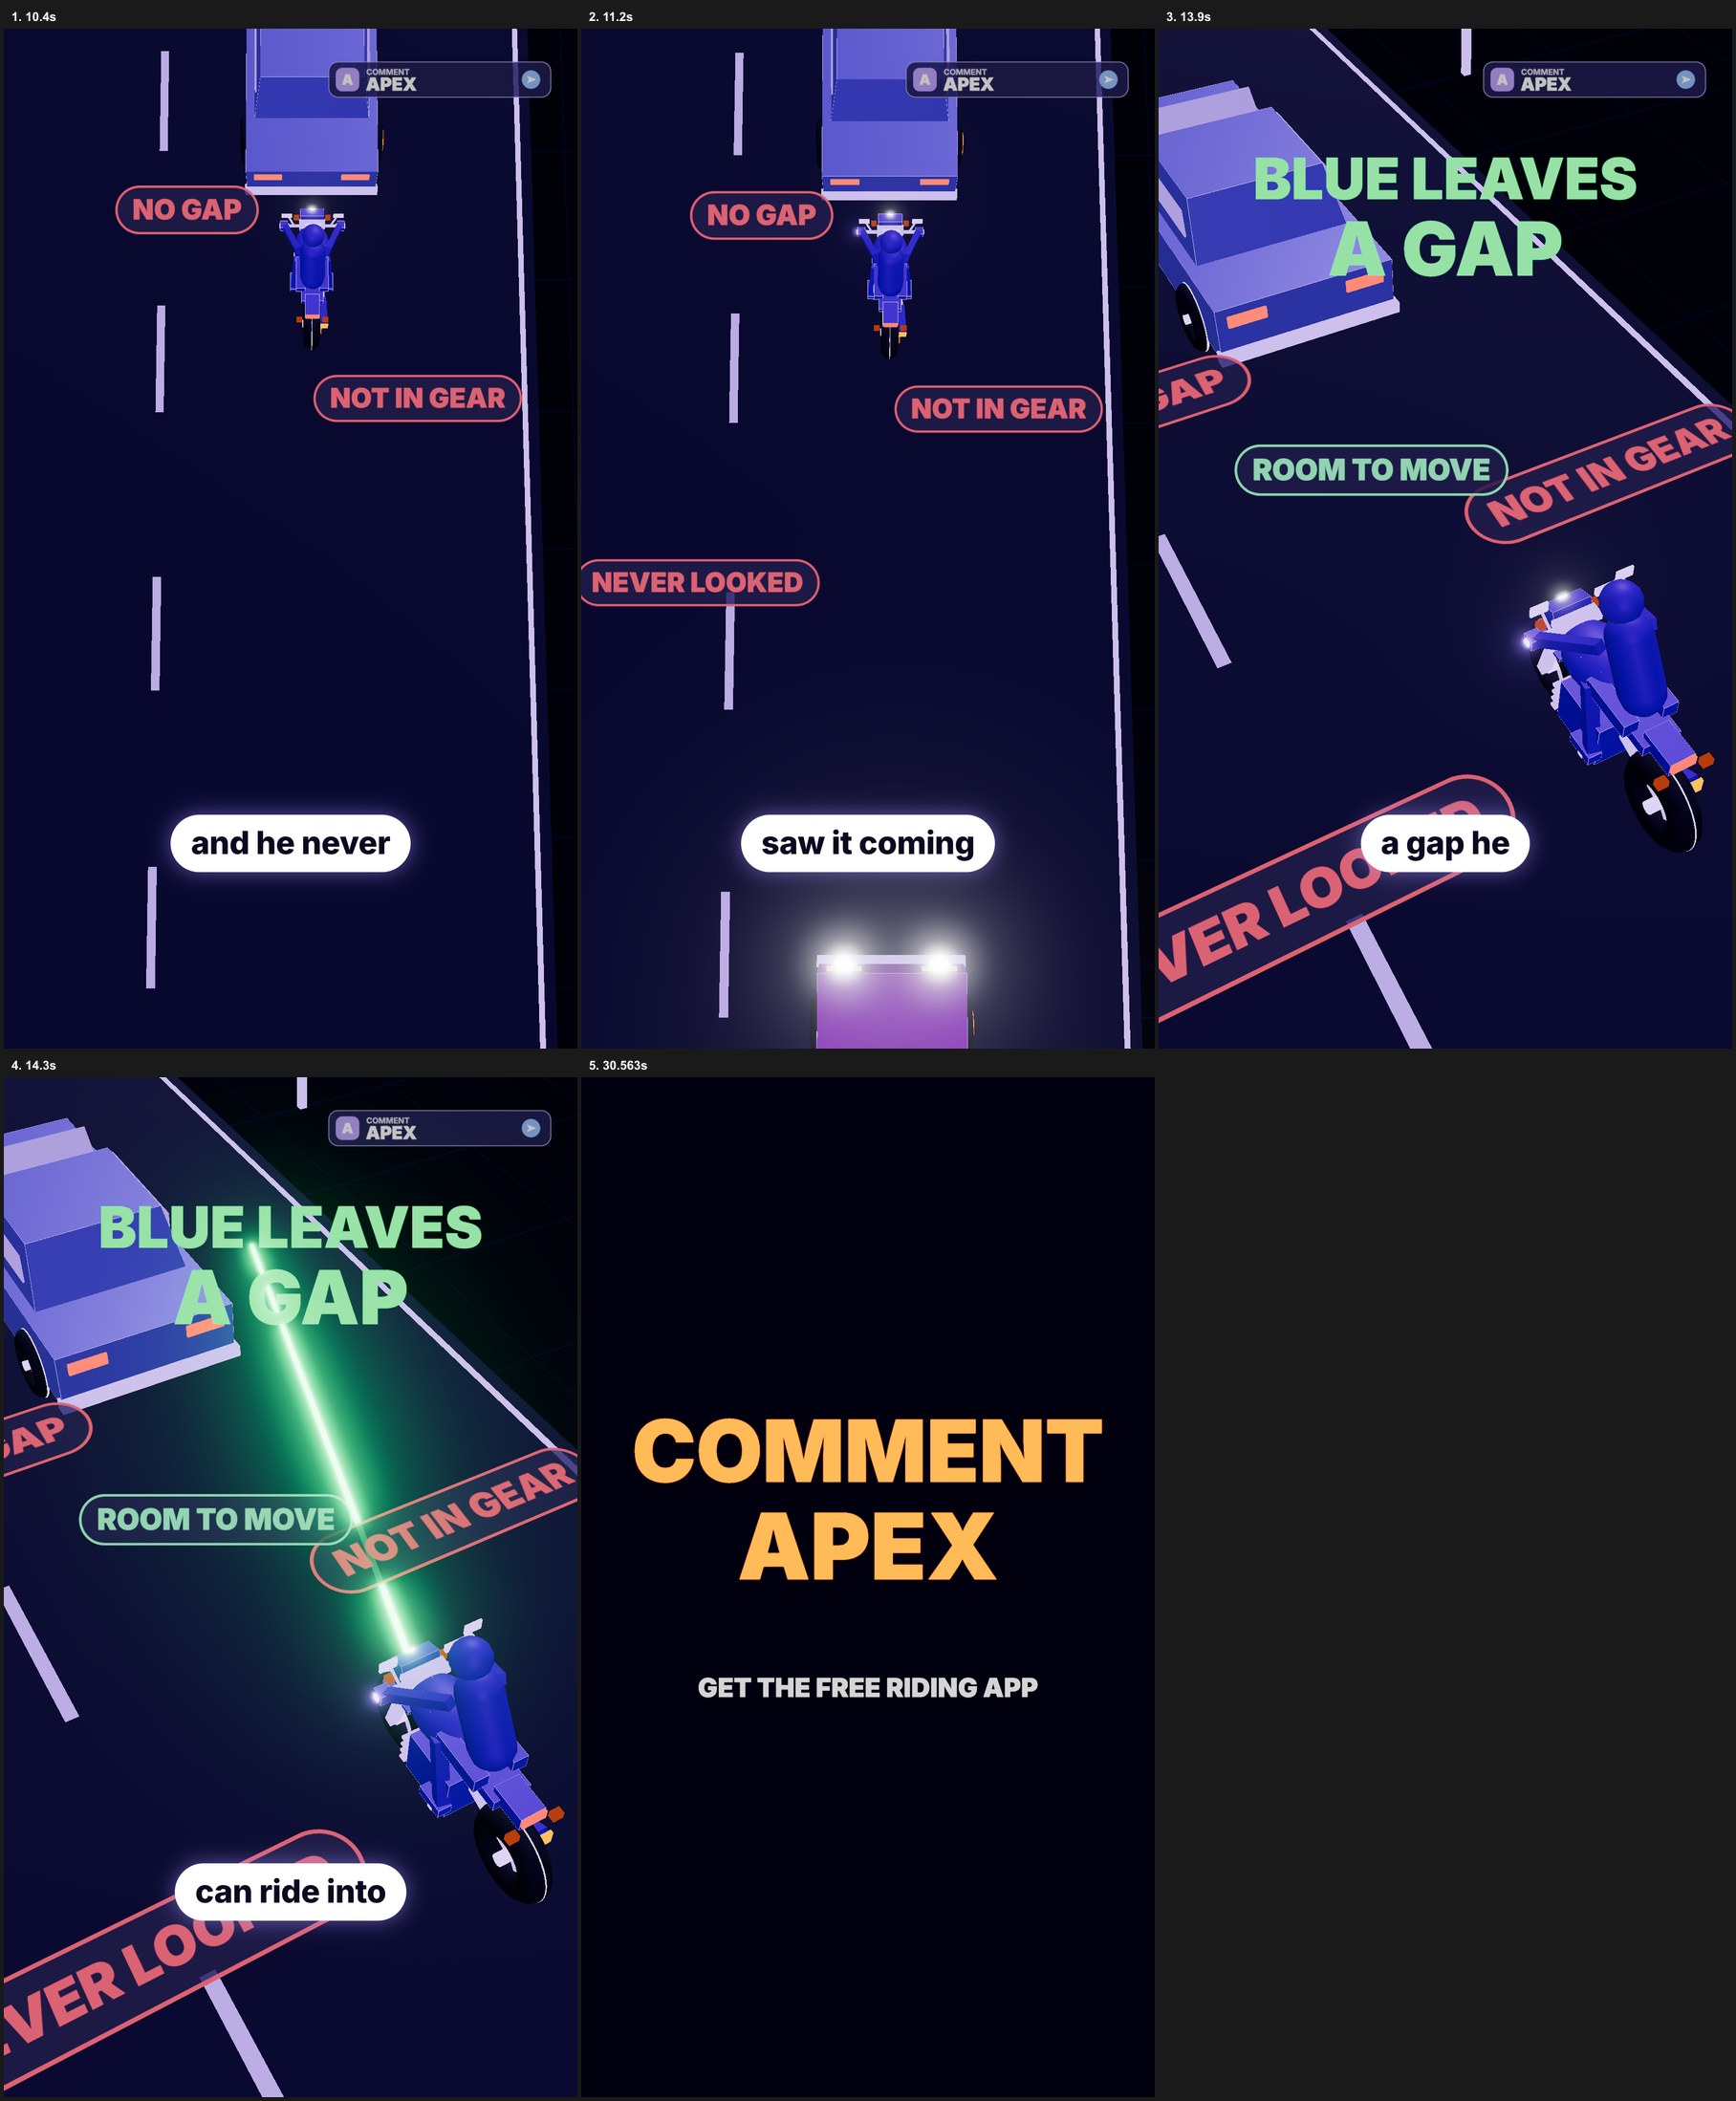 1. 10.4s
COMMENT
A APEX
NO GAP
NOT IN GEAR
and he never
2. 11.2s
COMMENT
A APEX
NO GAP
NOT IN GEAR
NEVER LOOKED
saw it coming
3. 13.9s
COMMENT
A APEX
BLUE LEAVES
A GAP
GAP
ROOM TO MOVE
NOT IN GEAR
VER LOO
a gap he
4. 14.3s
COMMENT
A APEX
BLUE LEAVES
A GAP
GAP
ROOM TO MOVE
NOT IN GEAR
can ride into
VER LOO
5. 30.563s
COMMENT
APEX
GET THE FREE RIDING APP